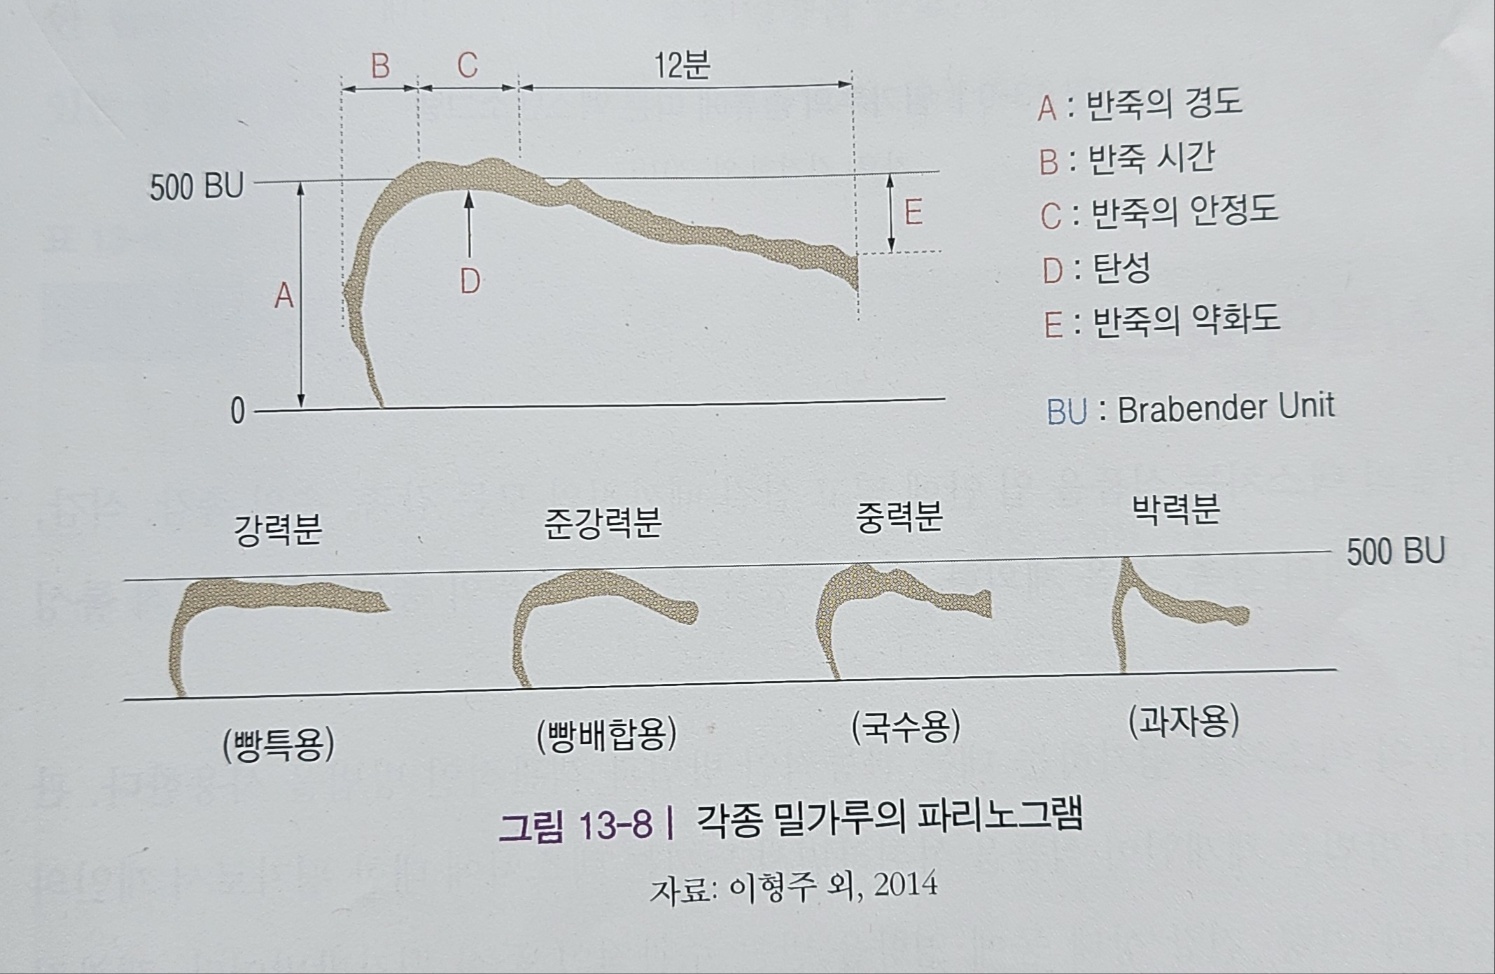 B C 12분
500 BU
A
D
E
0
A : 반죽의 경도
B : 반죽 시간
C : 반죽의 안정도
D : 탄성
E : 반죽의 약화도
BU : Brabender Unit
강력분 준강력분 중력분 박력분
500 BU
(빵특용) (빵배합용) (국수용) (과자용)
그림 13-8 | 각종 밀가루의 파리노그램
자료: 이형주 외, 2014